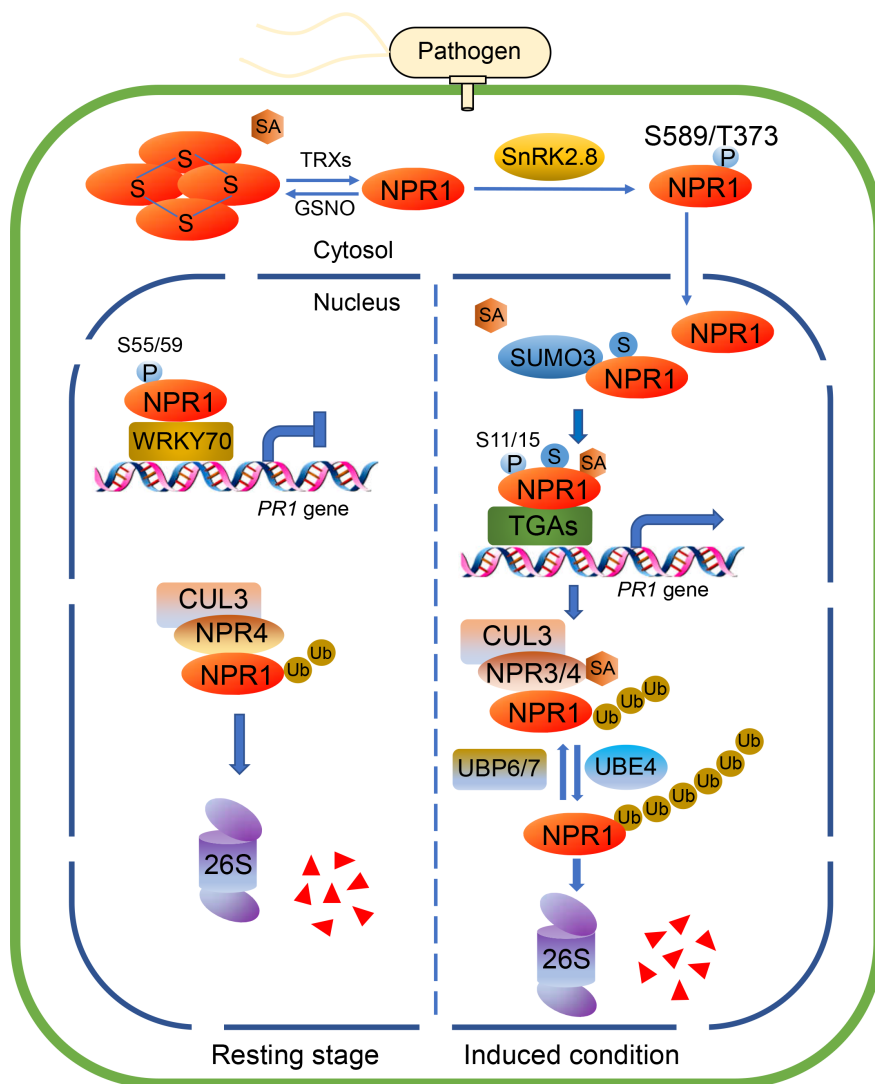 Pathogen
SA
S
S
S
S
TRXs
GSNO
NPR1
SnRK2.8
S589/T373
P
NPR1
Cytosol
Nucleus
S55/59
P
NPR1
WRKY70
PR1 gene
SA
SUMO3
S
NPR1
NPR1
S11/15
P
S
SA
NPR1
TGAs
PR1 gene
CUL3
NPR4
NPR1
Ub
Ub
26S
CUL3
NPR3/4
SA
NPR1
Ub
Ub
Ub
UBP6/7
UBE4
NPR1
Ub
Ub
Ub
Ub
Ub
Ub
26S
Resting stage
Induced condition